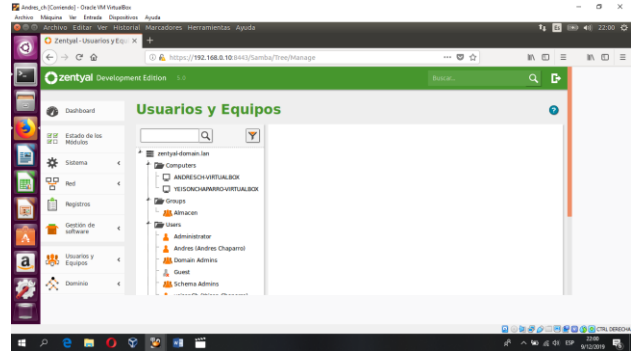 Andres_ch [Corriendo] - Oracle VM VirtualBox
Archivo Máquina Ver Entrada Dispositivos Ayuda
Archivo Editar Ver Historial Marcadores Herramientas Ayuda
Es
22:00
Zentyal - Usuarios y Equi
https://192.168.0.10:8443/Samba/Tree/Manage
zentyal Development Edition
Buscar...
Usuarios y Equipos
Dashboard
Estado de los Módulos
Sistema
Red
Registros
Gestión de software
Usuarios y Equipos
Dominio
zentyal-domain.lan
Computers
ANDRESCH-VIRTUALBOX
YEISONCHAPARRO-VIRTUALBOX
Groups
Almacen
Users
Administrator
Andres (Andres Chaparro)
Domain Admins
Guest
Schema Admins
CTRL DERECHA
ESP
22:00
9/12/2019